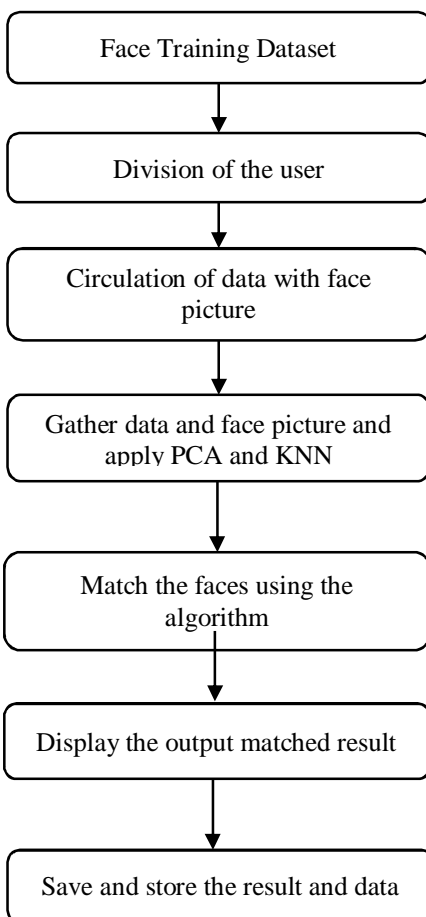 Face Training Dataset
Division of the user
Circulation of data with face
picture
Gather data and face picture and
apply PCA and KNN
Match the faces using the
algorithm
Display the output matched result
Save and store the result and data